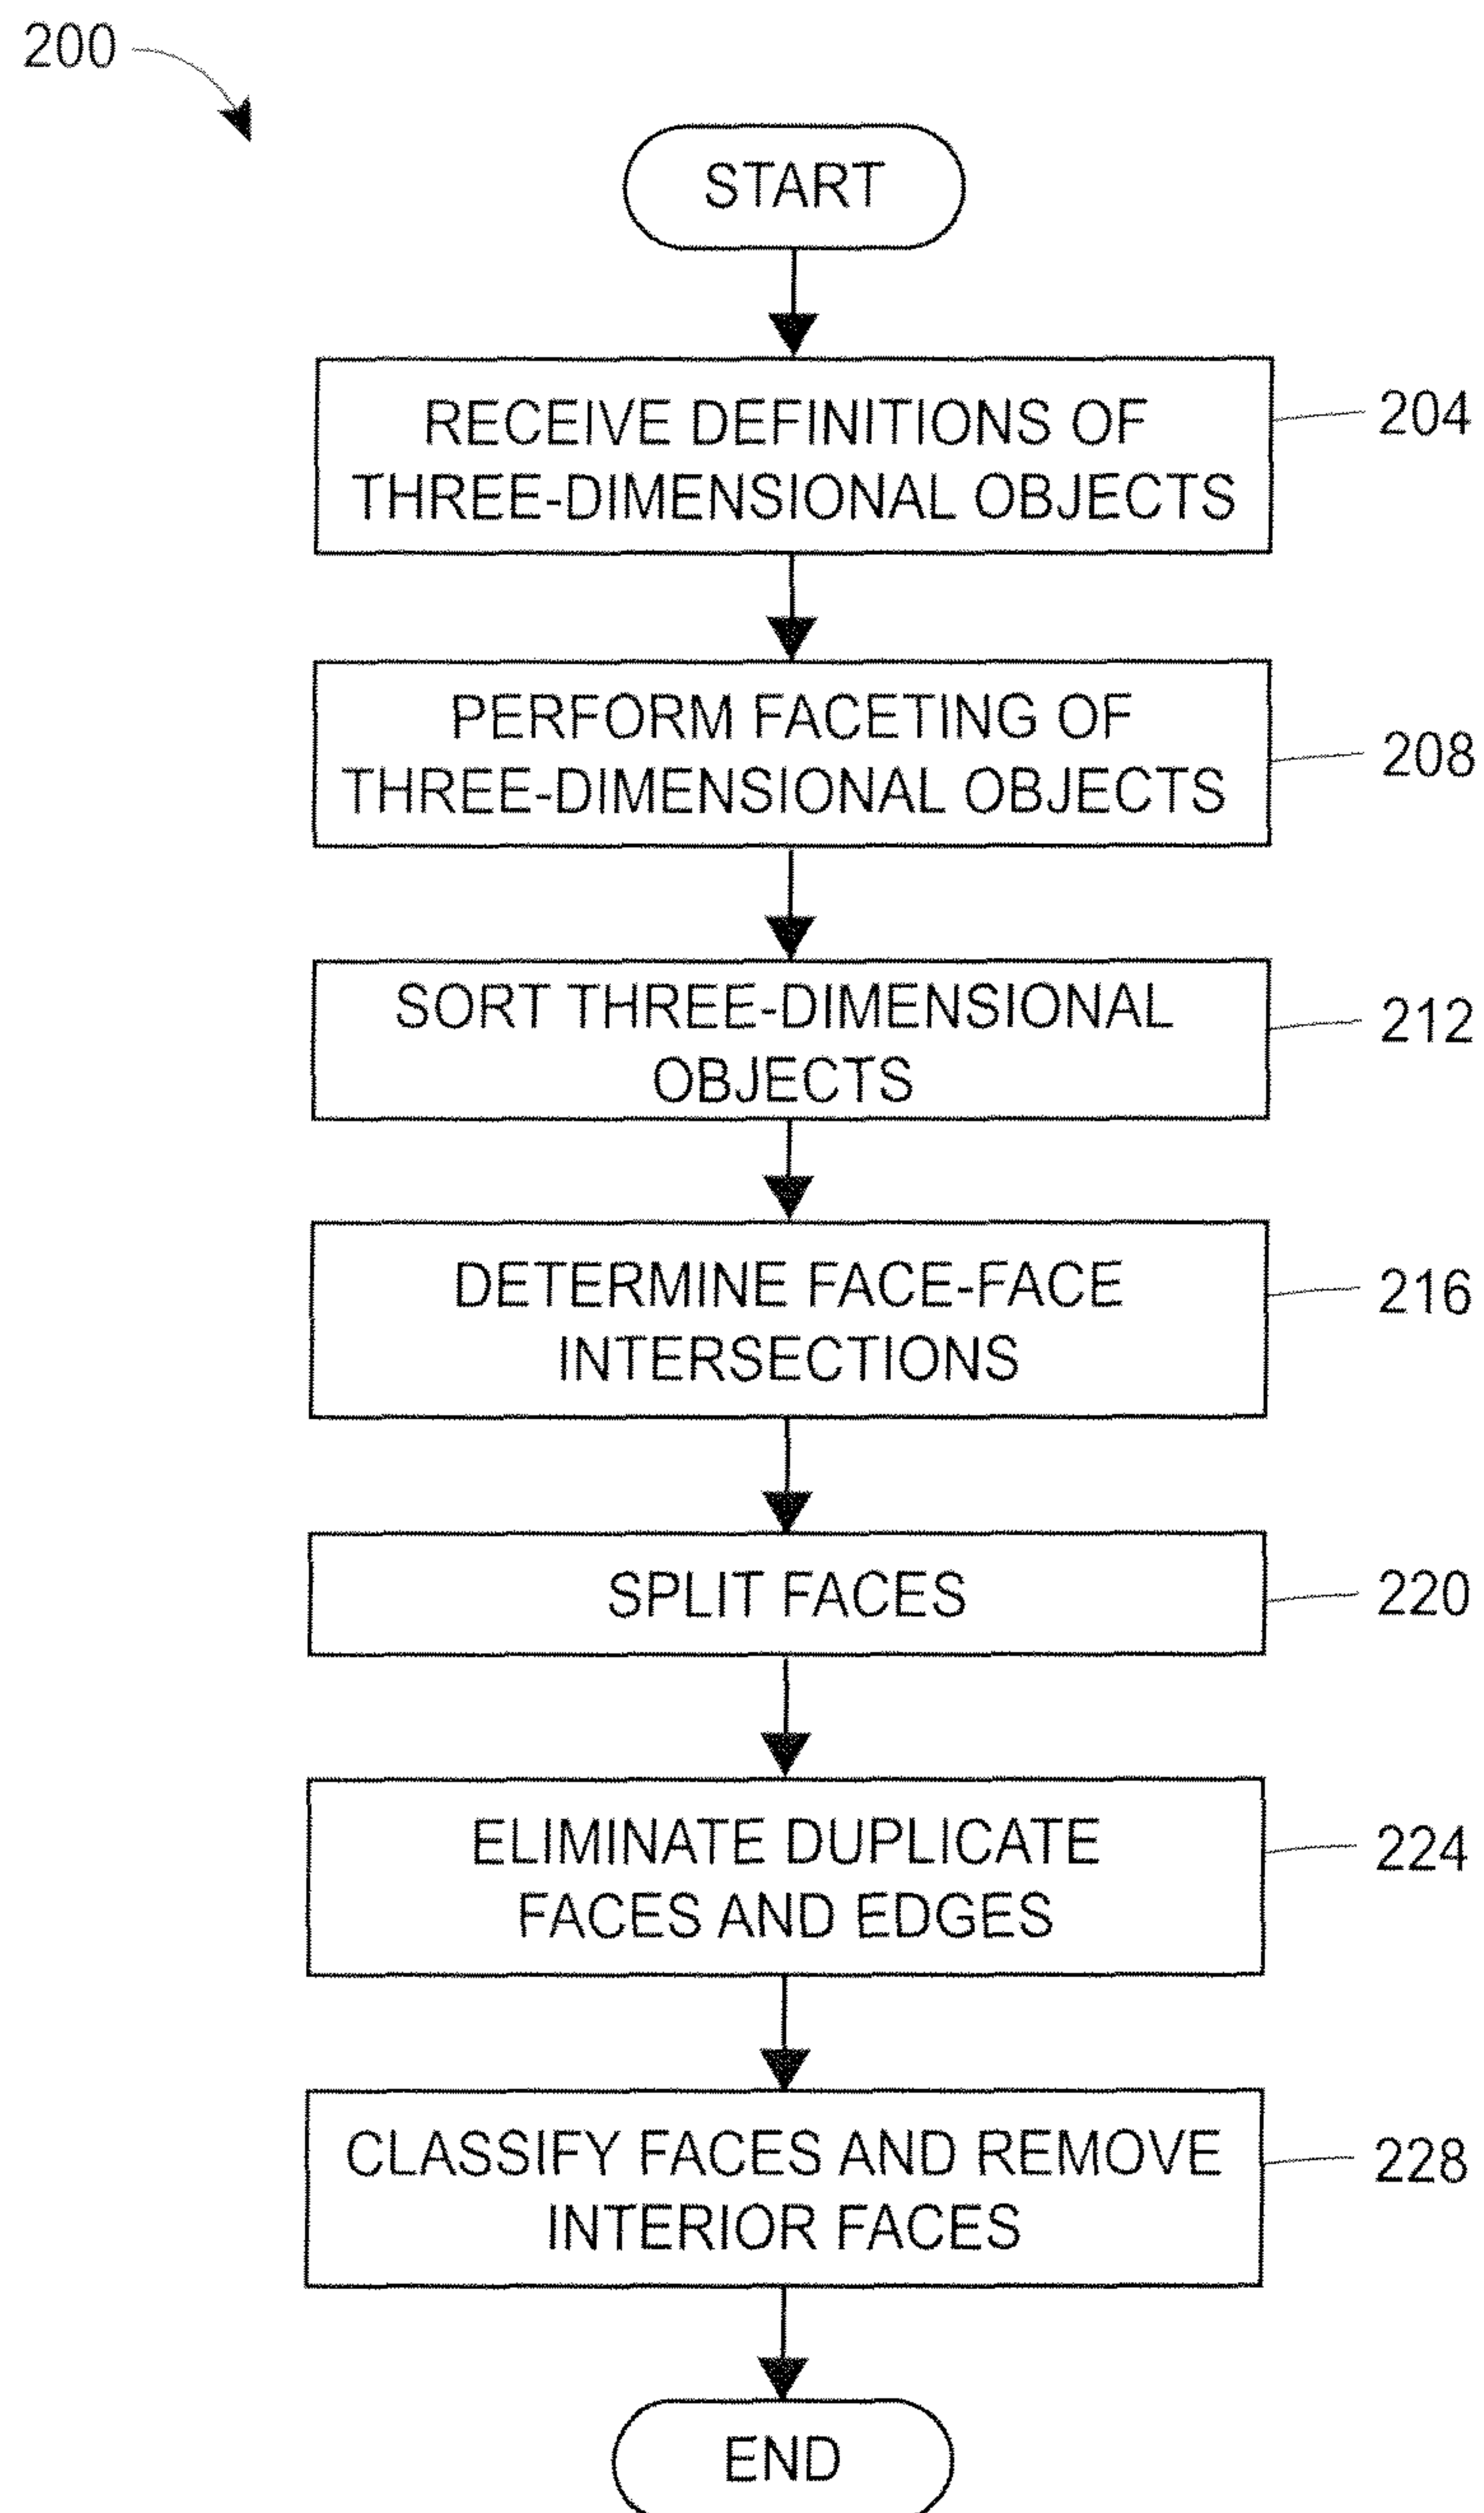 200
START
RECEIVE DEFINITIONS OF
THREE-DIMENSIONAL OBJECTS
204
PERFORM FACETING OF
THREE-DIMENSIONAL OBJECTS
208
SORT THREE-DIMENSIONAL
OBJECTS
212
DETERMINE FACE-FACE
INTERSECTIONS
216
SPLIT FACES
220
ELIMINATE DUPLICATE
FACES AND EDGES
224
CLASSIFY FACES AND REMOVE
INTERIOR FACES
228
END